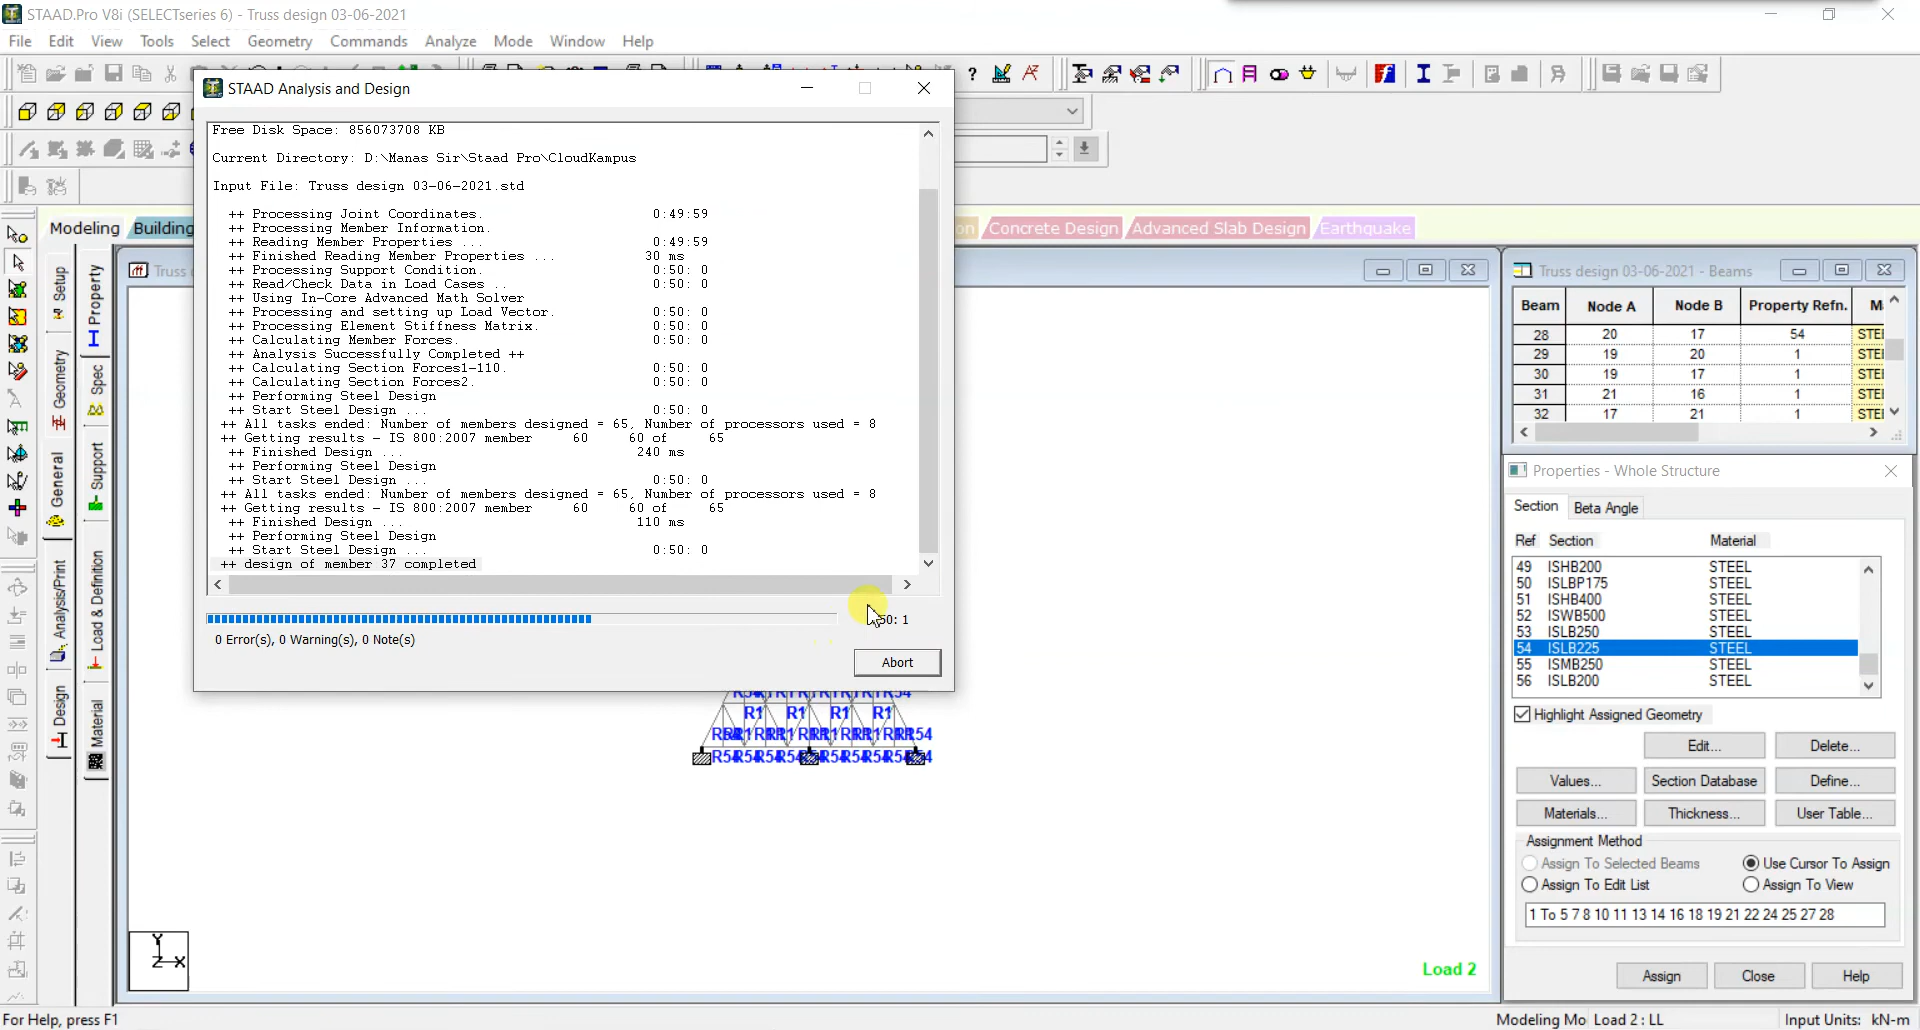 STAAD.Pro V8i (SELECTseries 6) - Truss design 03-06-2021
File Edit View Tools Select Geometry Commands Analyze Mode Window Help
STAAD Analysis and Design
Free Disk Space: 856073708 KB
Current Directory: D:\Manas Sir\Staad Pro\CloudKampus
Input File: Truss design 03-06-2021.std
++ Processing Joint Coordinates. 0:49:59
++ Processing Member Information.
++ Reading Member Properties ... 0:49:59
++ Finished Reading Member Properties ... 30 ms
++ Processing Support Condition. 0:50: 0
++ Read/Check Data in Load Cases .. 0:50: 0
++ Using In-Core Advanced Math Solver
++ Processing and setting up Load Vector. 0:50: 0
++ Processing Element Stiffness Matrix. 0:50: 0
++ Calculating Member Forces. 0:50: 0
++ Analysis Successfully Completed ++
++ Calculating Section Forces1-110. 0:50: 0
++ Calculating Section Forces2. 0:50: 0
++ Performing Steel Design
++ Start Steel Design ... 0:50: 0
++ All tasks ended: Number of members designed = 65, Number of processors used = 8
++ Getting results - IS 800:2007 member 60 60 of 65
++ Finished Design ... 240 ms
++ Performing Steel Design
++ Start Steel Design ... 0:50: 0
++ All tasks ended: Number of members designed = 65, Number of processors used = 8
++ Getting results - IS 800:2007 member 60 60 of 65
++ Finished Design ... 110 ms
++ Performing Steel Design
++ Start Steel Design ... 0:50: 0
++ design of member 37 completed
50: 1
0 Error(s), 0 Warning(s), 0 Note(s)
Abort
Modeling Building
on Concrete Design Advanced Slab Design Earthquake
Setup
Geometry
General
Analysis/Print
Design
Property
Spec
Support
Load & Definition
Material
Truss
R1 R1 R1 R1
Y
Z X
Load 2
Truss design 03-06-2021 - Beams
Beam Node A Node B Property Refn. M
28 20 17 54 STE
29 19 20 1 STE
30 19 17 1 STE
31 21 16 1 STE
32 17 21 1 STE
Properties - Whole Structure
Section Beta Angle
Ref Section Material
49 ISHB200 STEEL
50 ISLBP175 STEEL
51 ISHB400 STEEL
52 ISWB500 STEEL
53 ISLB250 STEEL
54 ISLB225 STEEL
55 ISMB250 STEEL
56 ISLB200 STEEL
Highlight Assigned Geometry
Edit... Delete...
Values... Section Database Define...
Materials... Thickness... User Table...
Assignment Method
Assign To Selected Beams Use Cursor To Assign
Assign To Edit List Assign To View
1 To 5 7 8 10 11 13 14 16 18 19 21 22 24 25 27 28
Assign Close Help
For Help, press F1
Modeling Mo Load 2 : LL Input Units: kN-m